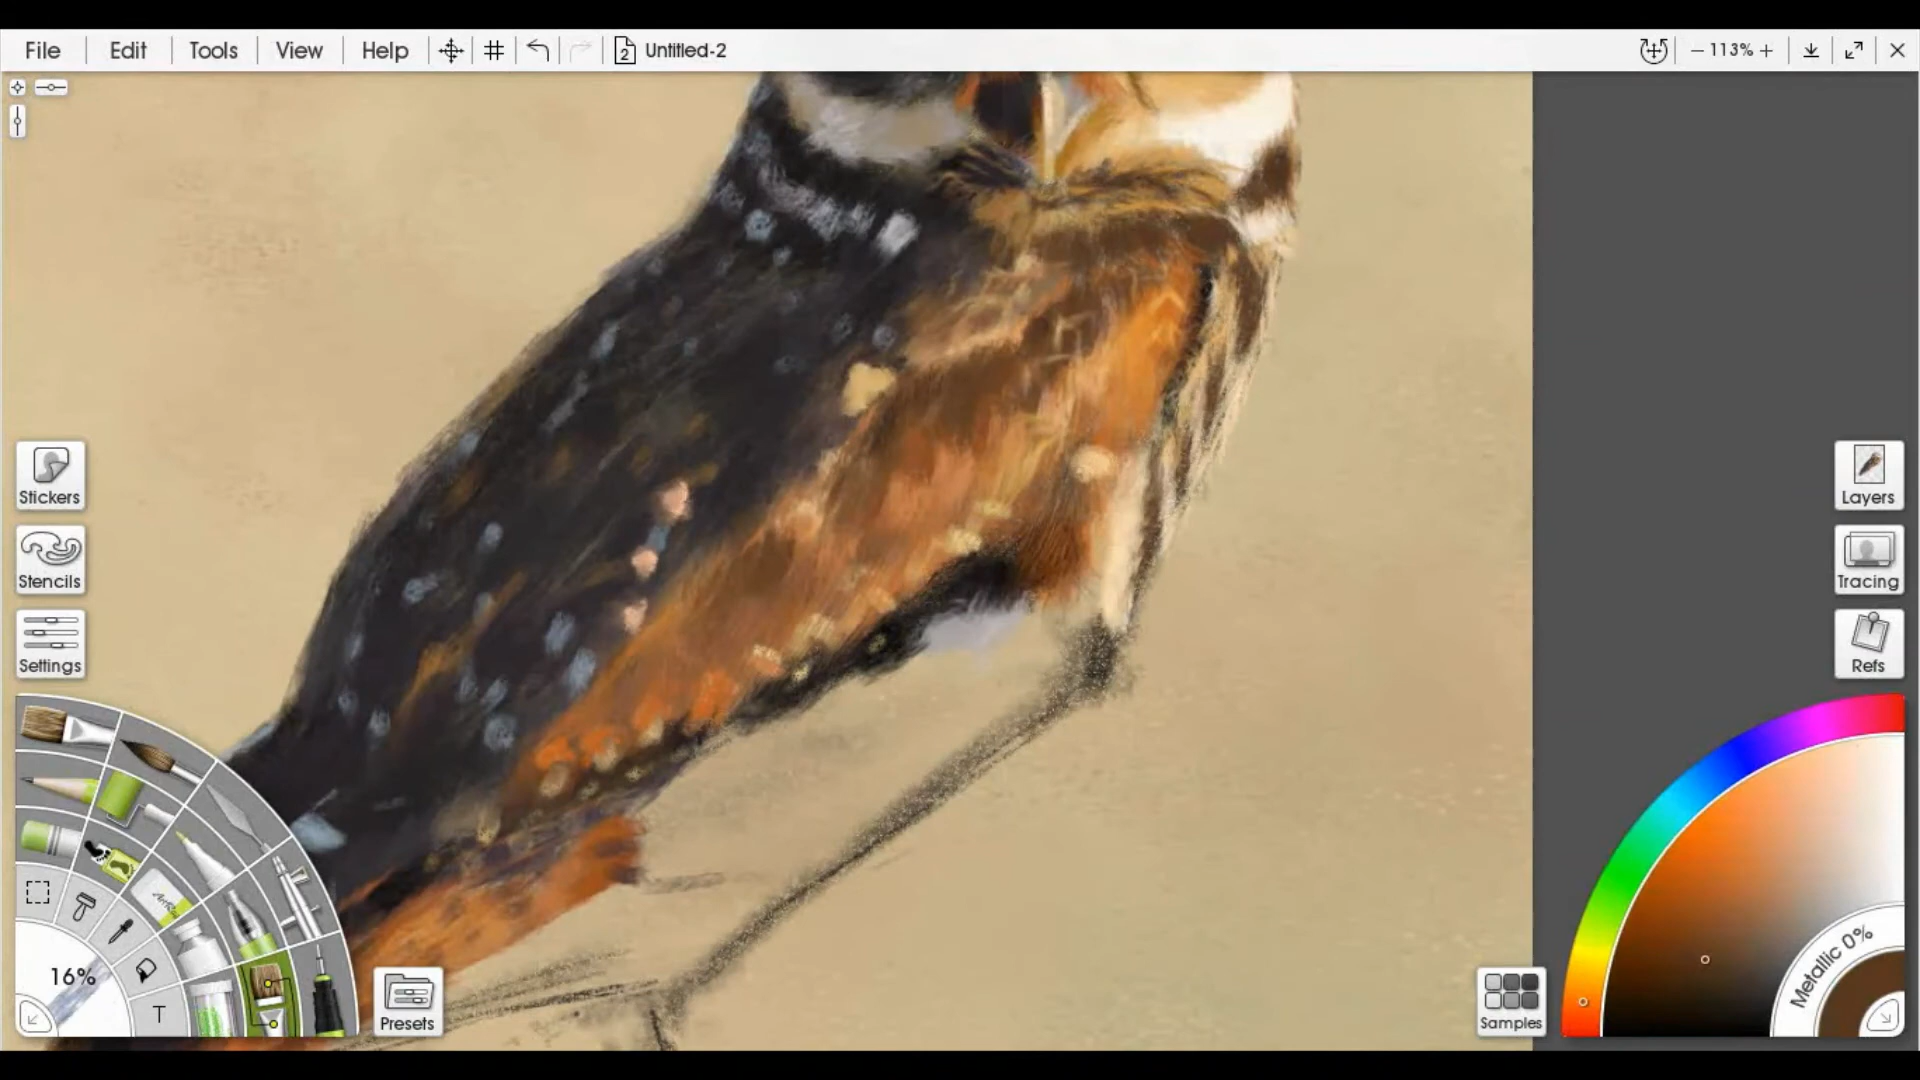 File Edit Tools View Help 2 Untitled-2 113%
Stickers
Stencils
Settings
Layers
Tracing
Refs
16%
T
Presets
Samples
Metallic 0%